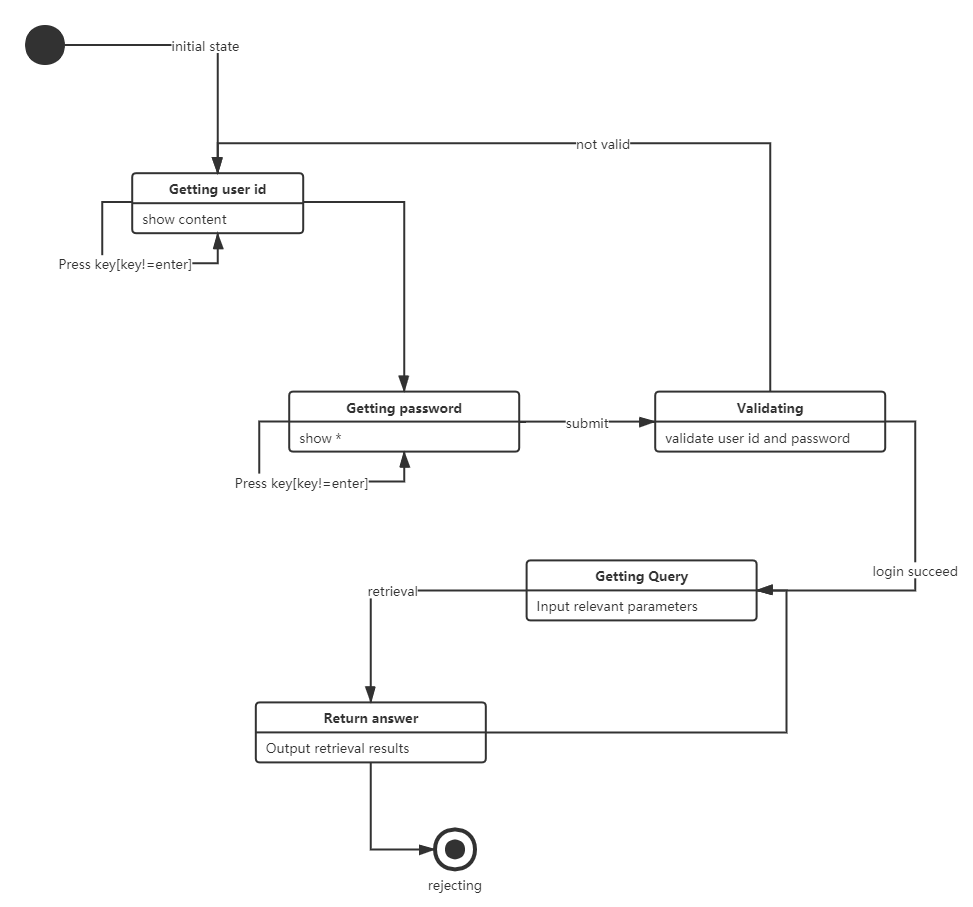 initial state
not valid
Getting user id
show content
Press key[key!=enter]
Getting password
show *
submit
Validating
validate user id and password
Press key[key!=enter]
login succeed
Getting Query
retrieval
Input relevant parameters
Return answer
Output retrieval results
rejecting